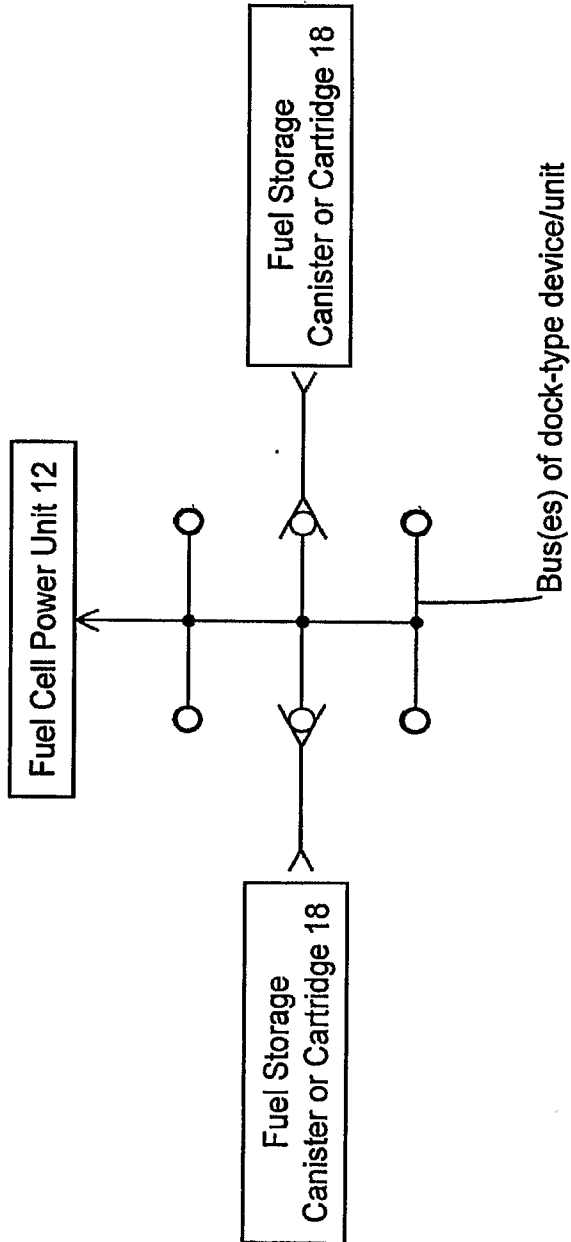 Fuel Cell Power Unit 12
Fuel Storage
Canister or Cartridge 18
Fuel Storage
Canister or Cartridge 18
Bus(es) of dock-type device/unit